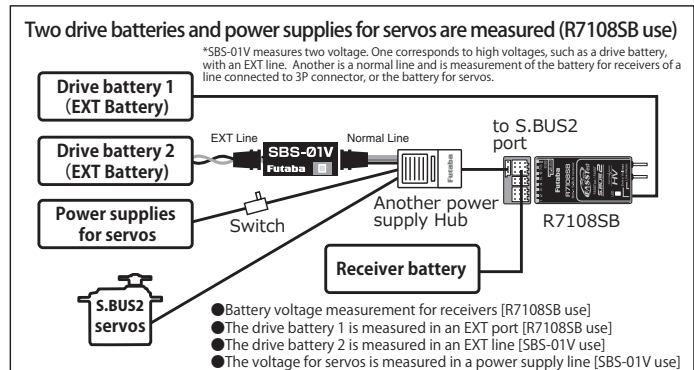 Two drive batteries and power supplies for servos are measured (R7108SB use)
*SBS-01V measures two voltage. One corresponds to high voltages, such as a drive battery,
with an EXT line. Another is a normal line and is measurement of the battery for receivers of a
line connected to 3P connector, or the battery for servos.
Drive battery 1
(EXT Battery)
to S.BUS2
port
EXT Line
SBS-01V
Futaba
Normal Line
Drive battery 2
(EXT Battery)
Futaba
Futaba
R7108SB
HV
Another power
supply Hub
R7108SB
Power supplies
for servos
Switch
Receiver battery
S.BUS2
servos
●Battery voltage measurement for receivers [R7108SB use]
●The drive battery 1 is measured in an EXT port [R7108SB use]
●The drive battery 2 is measured in an EXT line [SBS-01V use]
●The voltage for servos is measured in a power supply line [SBS-01V use]